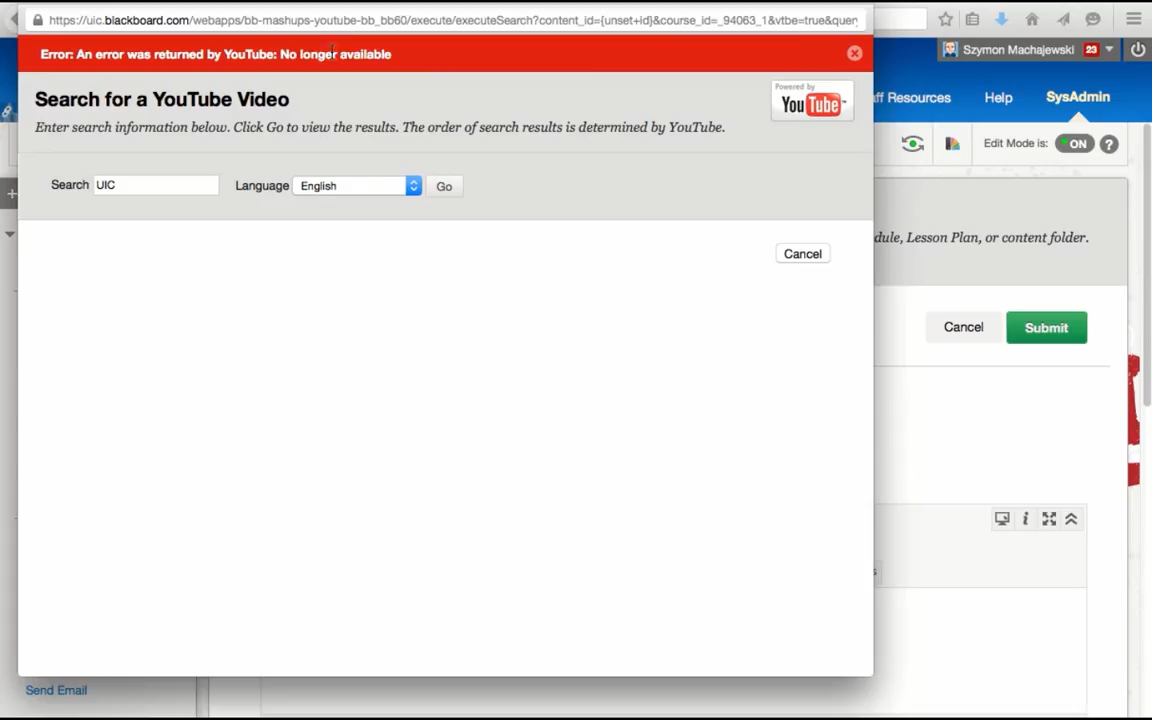 https://uic.blackboard.com/webapps/bb-mashups-youtube-bb_bb60/execute/executeSearch?content_id={unset+id}&course_id=_94063_1&vtbe=true&query
Error: An error was returned by YouTube: No longer available
Szymon Machajewski 23
Search for a YouTube Video
Powered by
YouTube
Enter search information below. Click Go to view the results. The order of search results is determined by YouTube.
aff Resources
Help
SysAdmin
Edit Mode is: ON ?
Search UIC Language English Go
dule, Lesson Plan, or content folder.
Cancel
Cancel Submit
Send Email